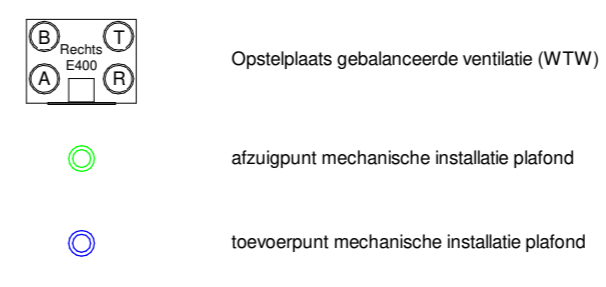 B T
Rechts
E400
A R
Opstelplaats gebalanceerde ventilatie (WTW)
afzuigpunt mechanische installatie plafond
toevoerpunt mechanische installatie plafond